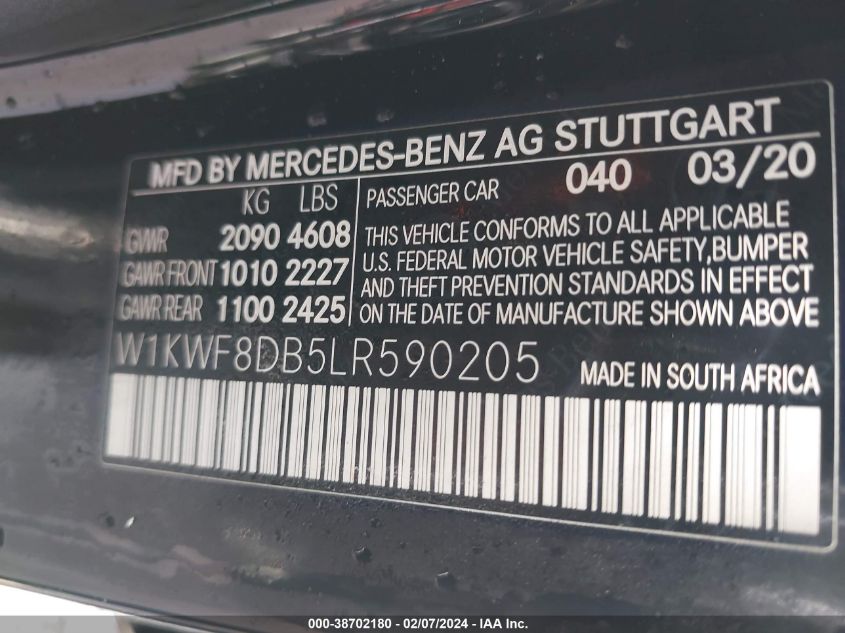 MFD BY MERCEDES-BENZ AG STUTTGART
KG LBS
GVWR 2090 4608
GAWR FRONT 1010 2227
GAWR REAR 1100 2425
PASSENGER CAR 040 03/20
THIS VEHICLE CONFORMS TO ALL APPLICABLE
U.S. FEDERAL MOTOR VEHICLE SAFETY, BUMPER
AND THEFT PREVENTION STANDARDS IN EFFECT
ON THE DATE OF MANUFACTURE SHOWN ABOVE
W1KWF8DB5LR590205
MADE IN SOUTH AFRICA
000-38702180 - 02/07/2024 - IAA Inc.